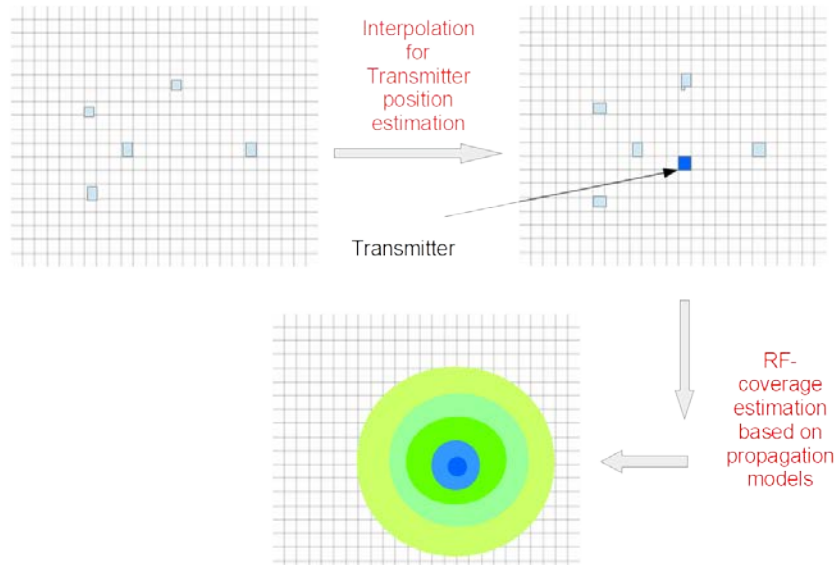 Interpolation
for
Transmitter
position
estimation
Transmitter
RF-
coverage
estimation
based on
propagation
models